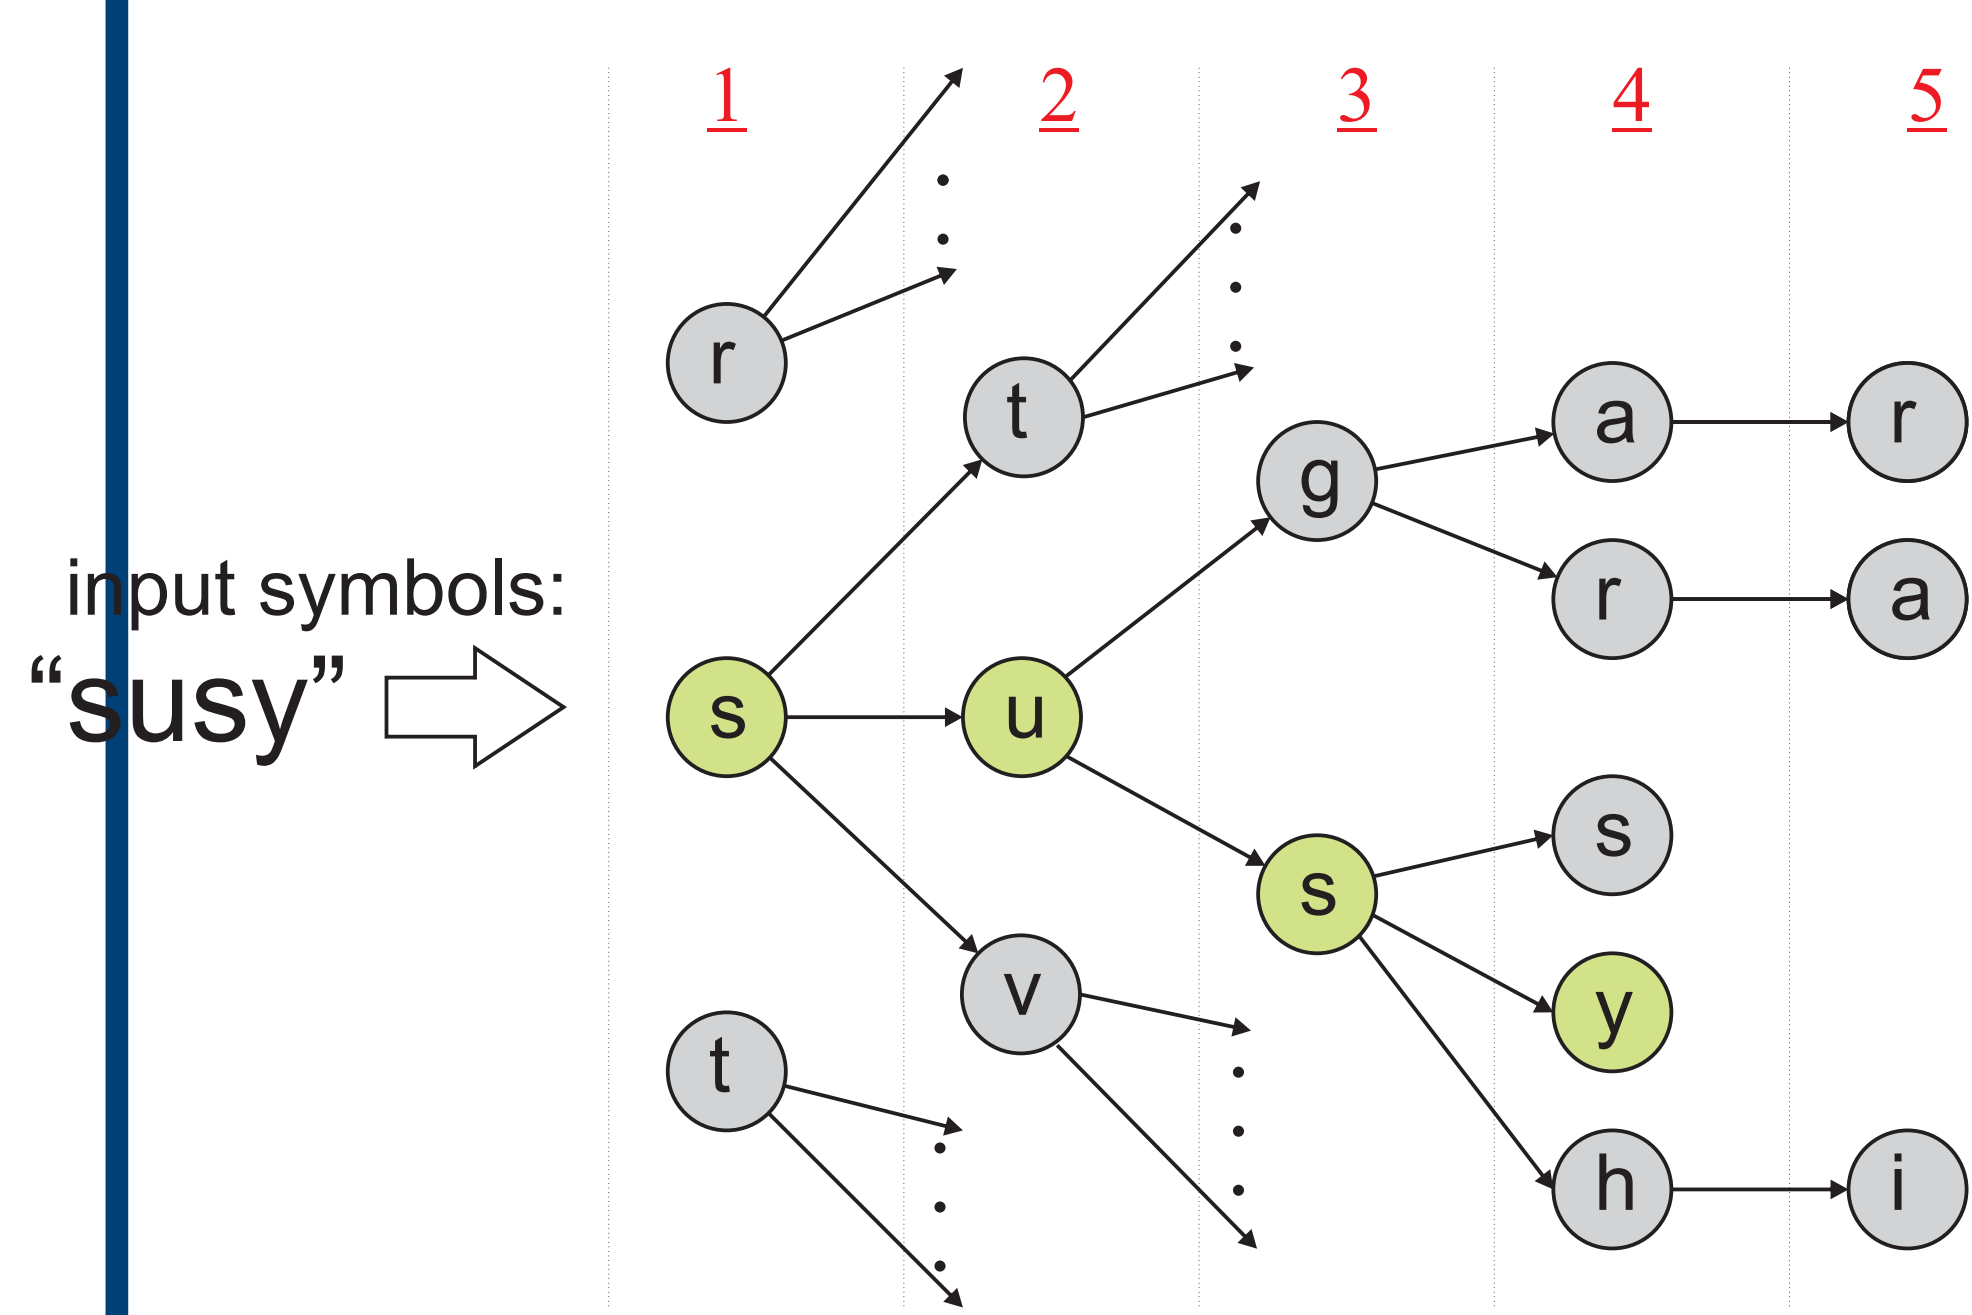 1 2 3 4 5
r t g a r
r a
input symbols:
“susy”
s u s
s y
t v h i